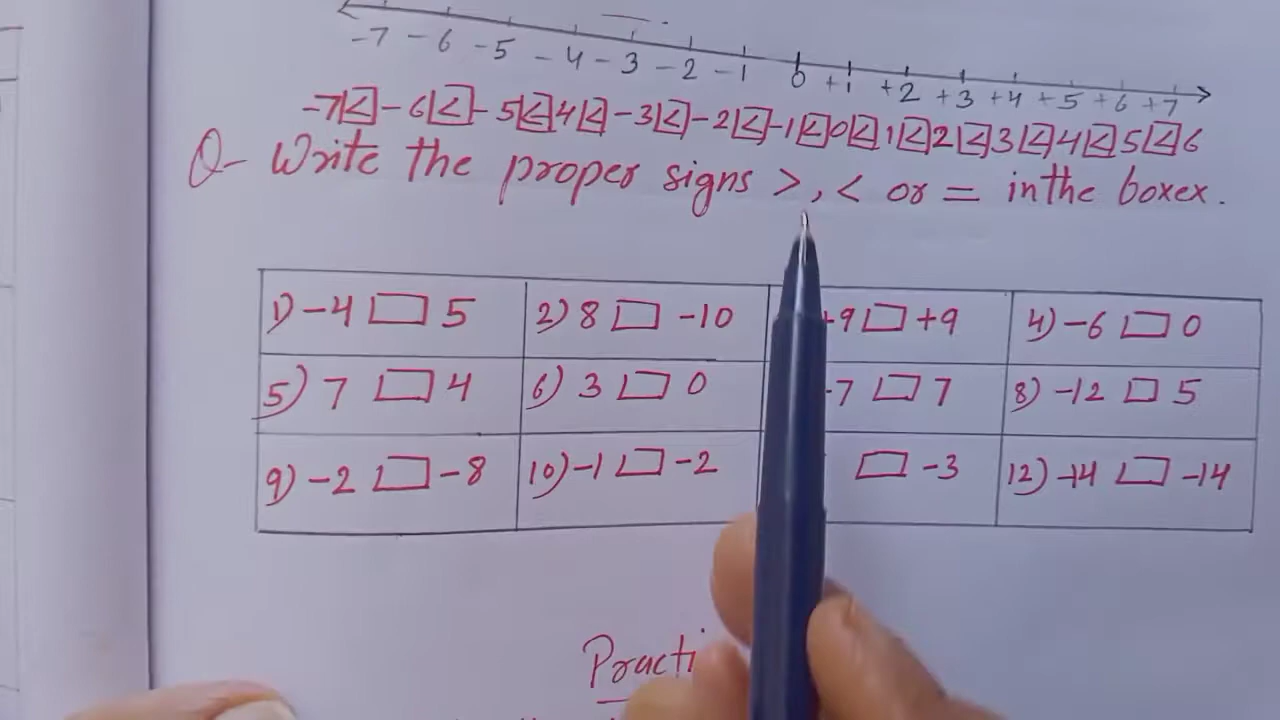 -7 -6 -5 -4 -3 -2 -1 0 +1 +2 +3 +4 +5 +6 +7
-7 < -6 < -5 < 4 < -3 < -2 < -1 < 0 < 1 < 2 < 3 < 4 < 5 < 6
Q- Write the proper signs >, < or = in the boxex.
1) -4 □ 5 2) 8 □ -10 +9 □ +9 4) -6 □ 0
5) 7 □ 4 6) 3 □ 0 -7 □ 7 8) -12 □ 5
9) -2 □ -8 10) -1 □ -2 □ -3 12) -14 □ -14
Practi